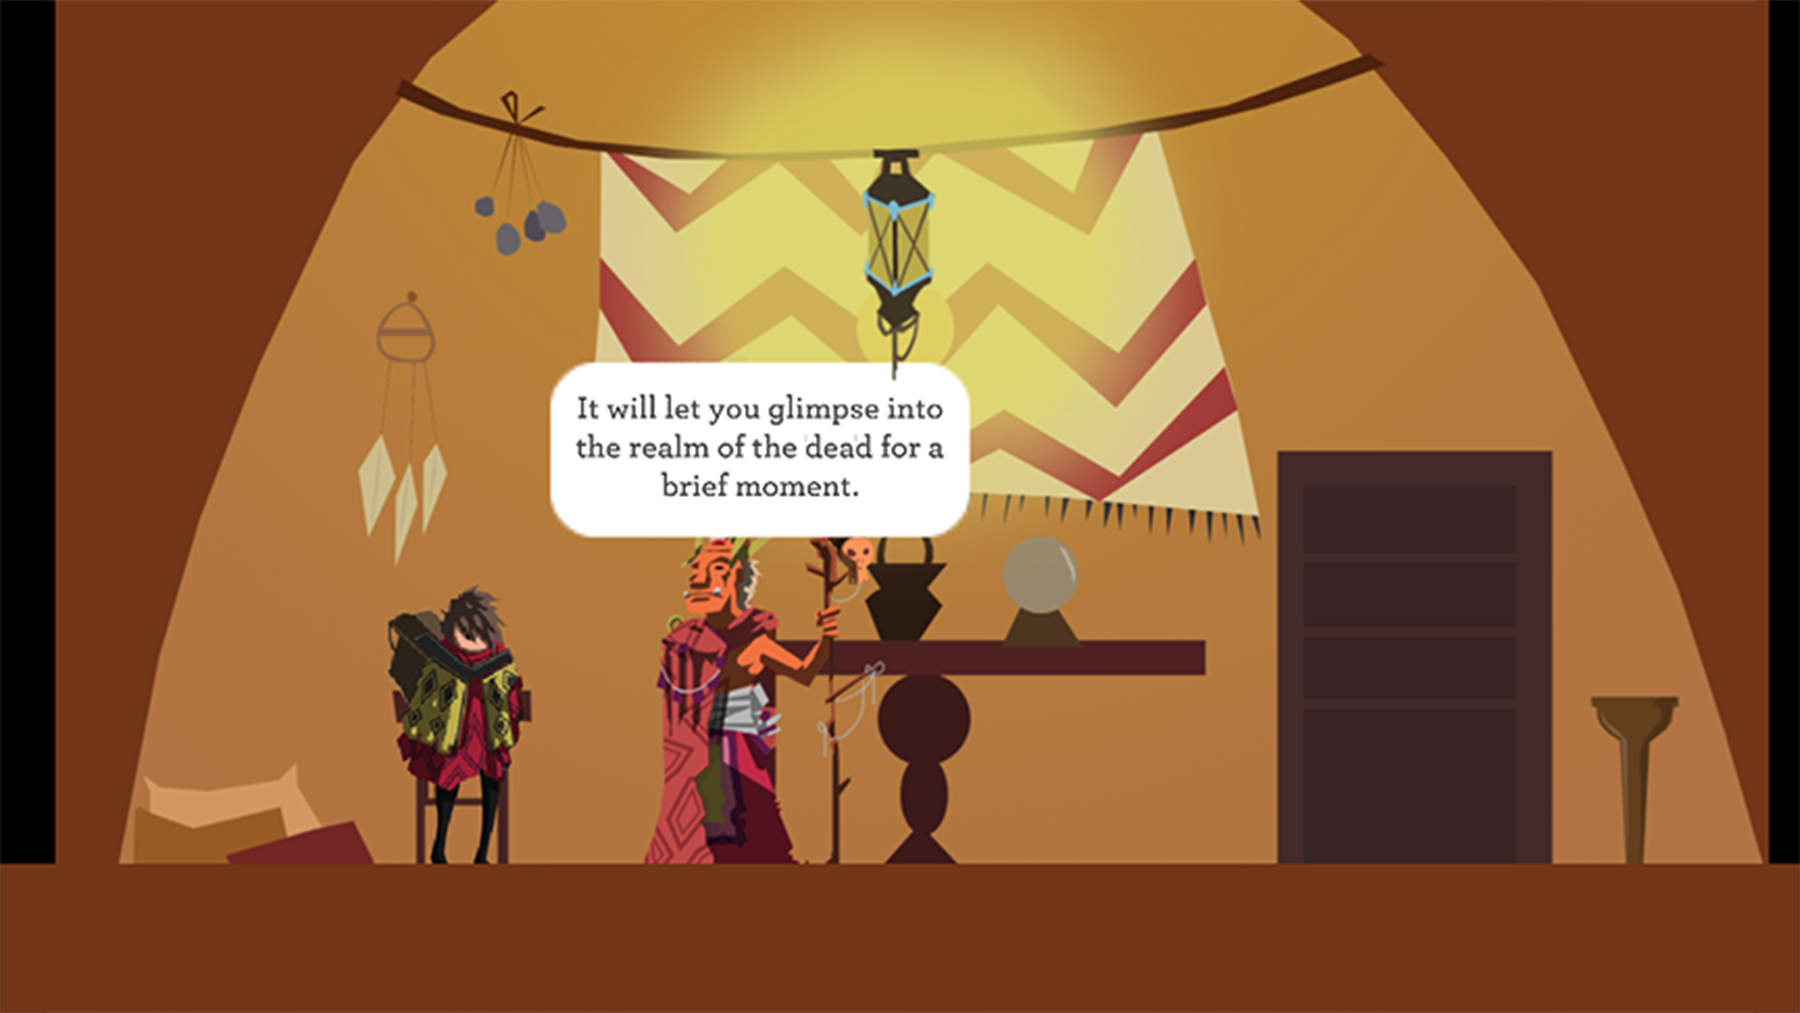 It will let you glimpse into
the realm of the dead for a
brief moment.